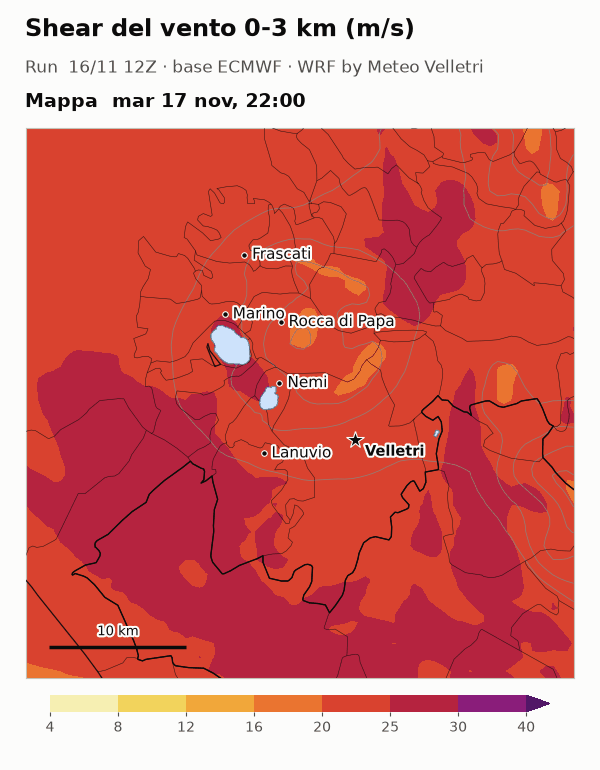 Shear del vento 0-3 km (m/s)
Run 16/11 12Z · base ECMWF · WRF by Meteo Velletri
Mappa mar 17 nov, 22:00
Frascati
Marino
Rocca di Papa
Nemi
Velletri
Lanuvio
10 km
4 8 12 16 20 25 30 40